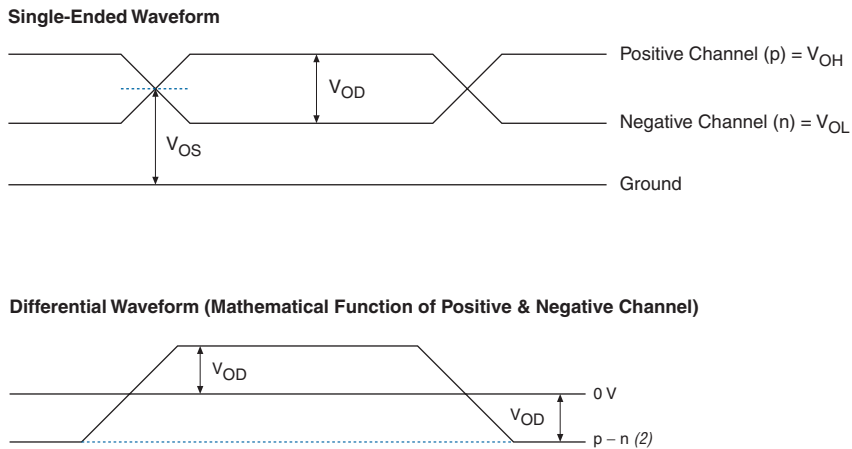 Single-Ended Waveform
Positive Channel (p) = VOH
VOD
Negative Channel (n) = VOL
VOS
Ground
Differential Waveform (Mathematical Function of Positive & Negative Channel)
VOD
0 V
VOD
p – n (2)